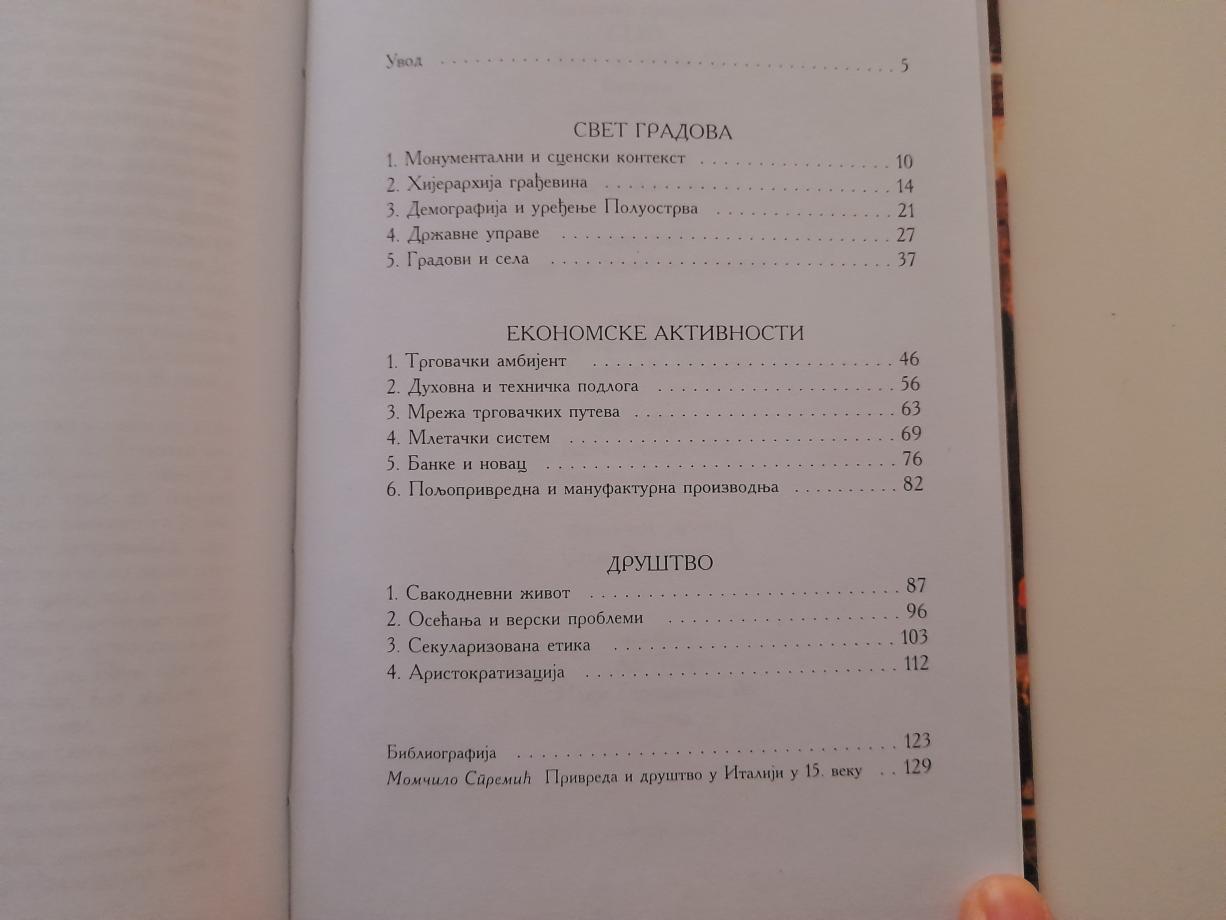 Увод . . . . . . . . . . . . . . . . . . . . . . . . . . . . . . 5
СВЕТ ГРАДОВА
1. Монументални и сценски контекст . . . . . . . . . . . . . 10
2. Хијерархија грађевина . . . . . . . . . . . . . . . . . . . 14
3. Демографија и уређење Полуострва . . . . . . . . . . . . 21
4. Државне управе . . . . . . . . . . . . . . . . . . . . . . 27
5. Градови и села . . . . . . . . . . . . . . . . . . . . . . . 37
ЕКОНОМСКЕ АКТИВНОСТИ
1. Трговачки амбијент . . . . . . . . . . . . . . . . . . . . 46
2. Духовна и техничка подлога . . . . . . . . . . . . . . . . 56
3. Мрежа трговачких путева . . . . . . . . . . . . . . . . . 63
4. Млетачки систем . . . . . . . . . . . . . . . . . . . . . . 69
5. Банке и новац . . . . . . . . . . . . . . . . . . . . . . . 76
6. Пољопривредна и мануфактурна производња . . . . . . . . . . 82
ДРУШТВО
1. Свакодневни живот . . . . . . . . . . . . . . . . . . . . . 87
2. Осећања и верски проблеми . . . . . . . . . . . . . . . . 96
3. Секуларизована етика . . . . . . . . . . . . . . . . . . . 103
4. Аристократизација . . . . . . . . . . . . . . . . . . . . . 112
Библиографија . . . . . . . . . . . . . . . . . . . . . . . . . 123
Момчило Спремић Привреда и друштво у Италији у 15. веку . . 129